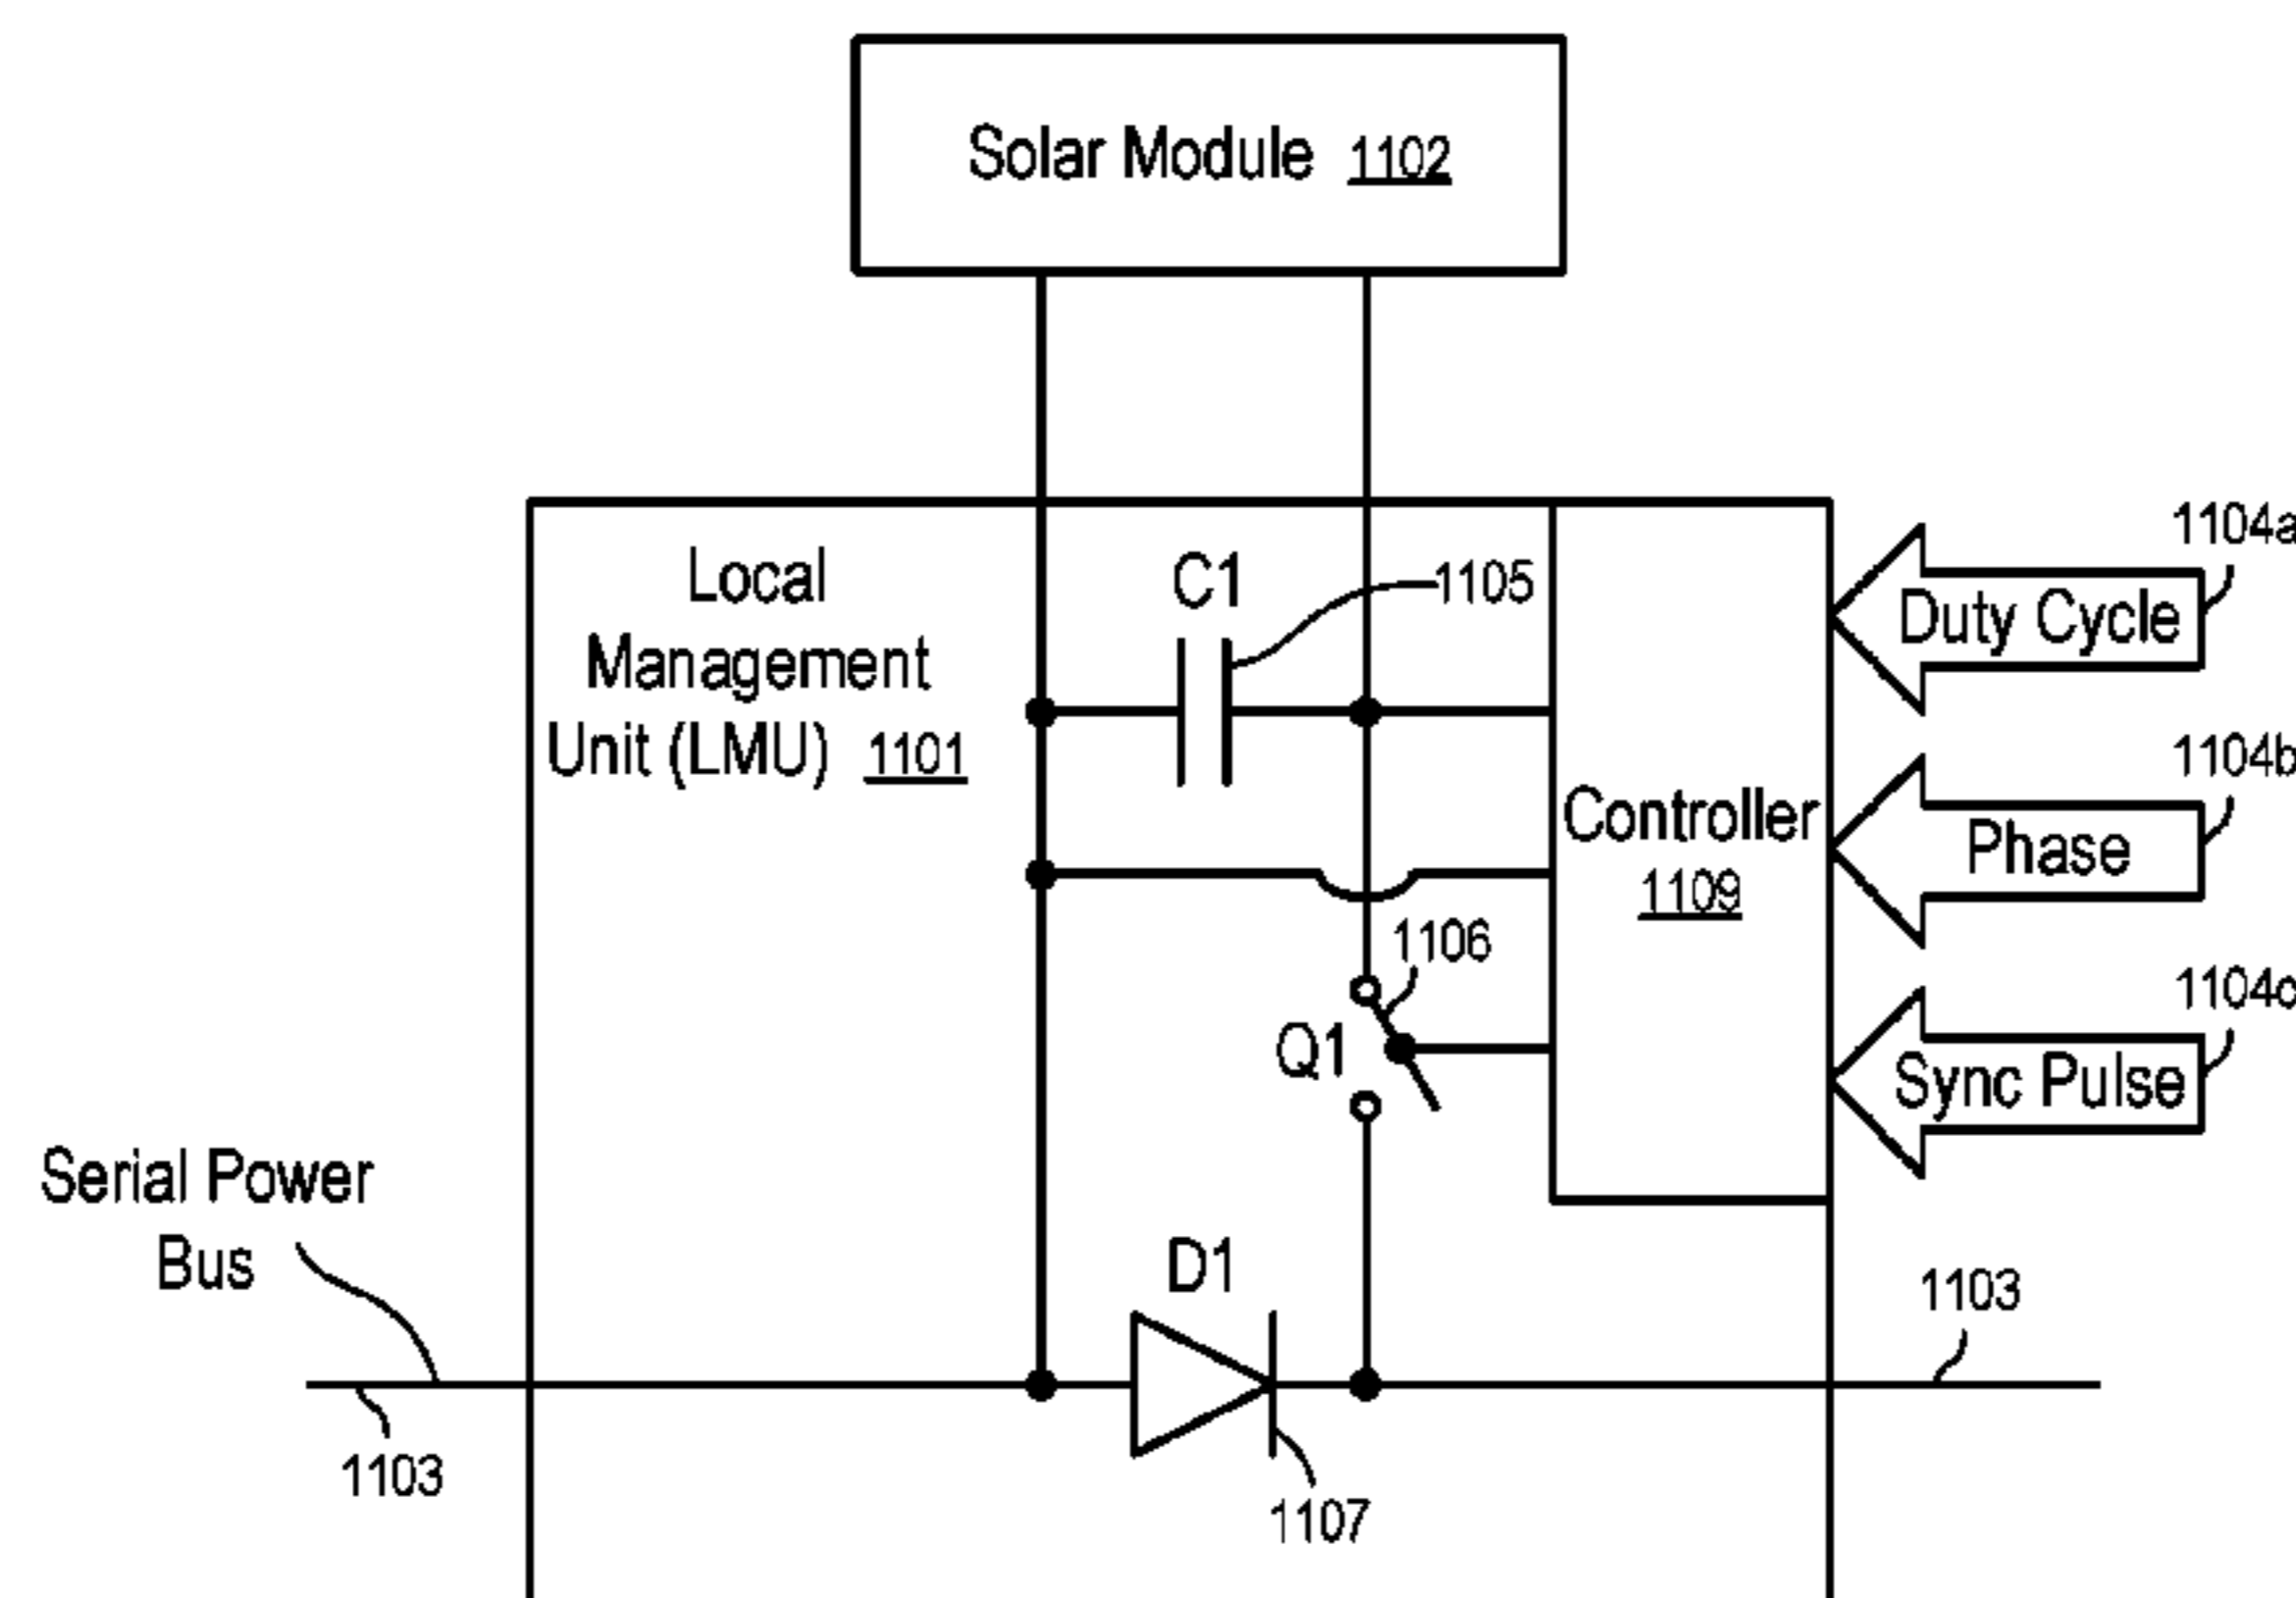 Solar Module 1102
Local
Management
Unit (LMU) 1101
C1
1105
Controller
1109
1104a
Duty Cycle
1104b
Phase
1104c
Sync Pulse
1106
Q1
Serial Power
Bus
D1
1103
1103
1107